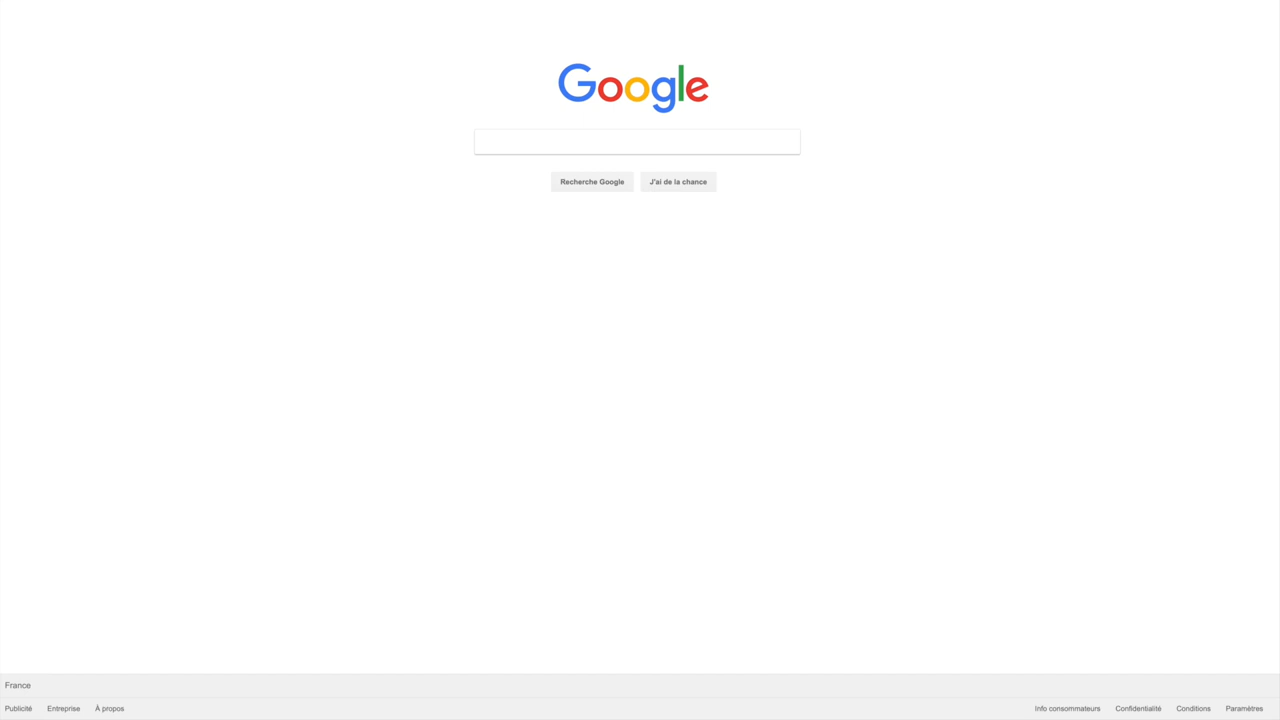 Google
Recherche Google J'ai de la chance
France
Publicité Entreprise À propos Info consommateurs Confidentialité Conditions Paramètres